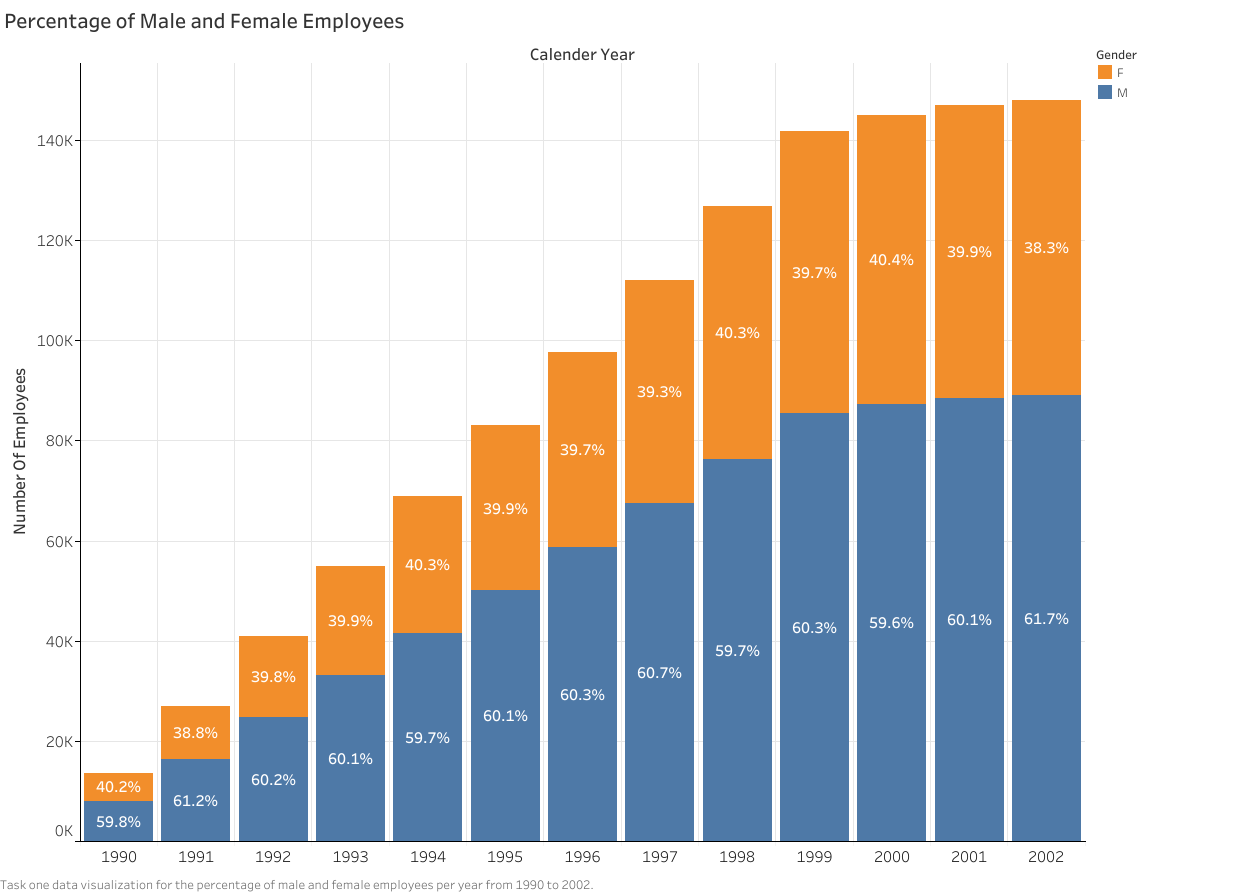 Percentage of Male and Female Employees
Calender Year
Gender
F
M
Number Of Employees
140K
120K
100K
80K
60K
40K
20K
0K
40.2%
38.8%
39.8%
39.9%
40.3%
39.9%
39.7%
39.3%
40.3%
39.7%
40.4%
39.9%
38.3%
59.8%
61.2%
60.2%
60.1%
59.7%
60.1%
60.3%
60.7%
59.7%
60.3%
59.6%
60.1%
61.7%
1990 1991 1992 1993 1994 1995 1996 1997 1998 1999 2000 2001 2002
Task one data visualization for the percentage of male and female employees per year from 1990 to 2002.